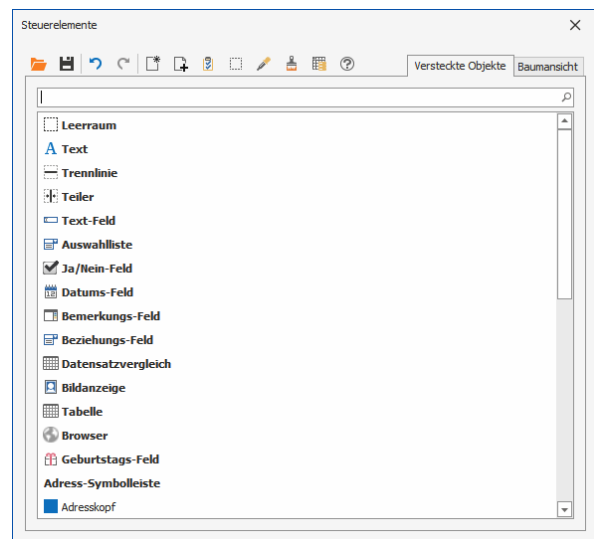 Steuerelemente
Versteckte Objekte Baumansicht
Leerraum
A Text
Trennlinie
Teiler
Text-Feld
Auswahlliste
Ja/Nein-Feld
Datums-Feld
Bemerkungs-Feld
Beziehungs-Feld
Datensatzvergleich
Bildanzeige
Tabelle
Browser
Geburtstags-Feld
Adress-Symbolleiste
Adresskopf